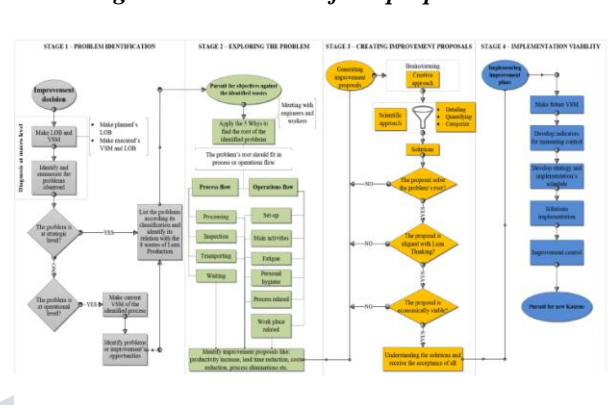 STAGE 1 - PROBLEM IDENTIFICATION
Improvement
decision
Diagnosis at macro level
Make LOB and
VSM
Make planned's
LOB
Make executed's
VSM and LOB
Identify and
enumerate the
problems
observed
The problem is
at strategic
level?
YES
List the problems
according its
classification and
identify its
relation with the
8 wastes of Lean
Production
NO
The problem is
at operational
level?
YES
Make current
VSM of the
identified process
Identify problems
or improvement's
opportunities
STAGE 2 - EXPLORING THE PROBLEM
Pursuit for objectives against
the identified wastes
Meeting with
engineers and
workers
Apply the 5 Whys to
find the root of the
identified problems
The problem's root should fit in
process or operations flow
Process flow
Operations flow
Processing
Inspection
Transporting
Waiting
Set-up
Main activities
Fatigue
Personal
hygiene
Process related
Work place
related
Identify improvement proposals like:
productivity increase, lead time reduction, costs
reduction, process eliminations etc.
STAGE 3 - CREATING IMPROVEMENT PROPOSALS
Generating
improvement
proposals
Brainstorming
Creative
approach
Scientific
approach
Detailing
Quantifying
Solutions
The proposal solve
the problem's root?
NO
YES
The proposal is
aligned with Lean
Thinking?
NO
YES
The proposal is
economically viable?
NO
YES
Understanding the solutions and
receive the acceptance of all
STAGE 4 - IMPLEMENTATION VIABILITY
Implementing
improvement
plans
Make future VSM
Develop indicators
for measuring control
Develop strategy and
implementation's
schedule
Solutions
implementation
Improvement control
Pursuit for new Kaizens